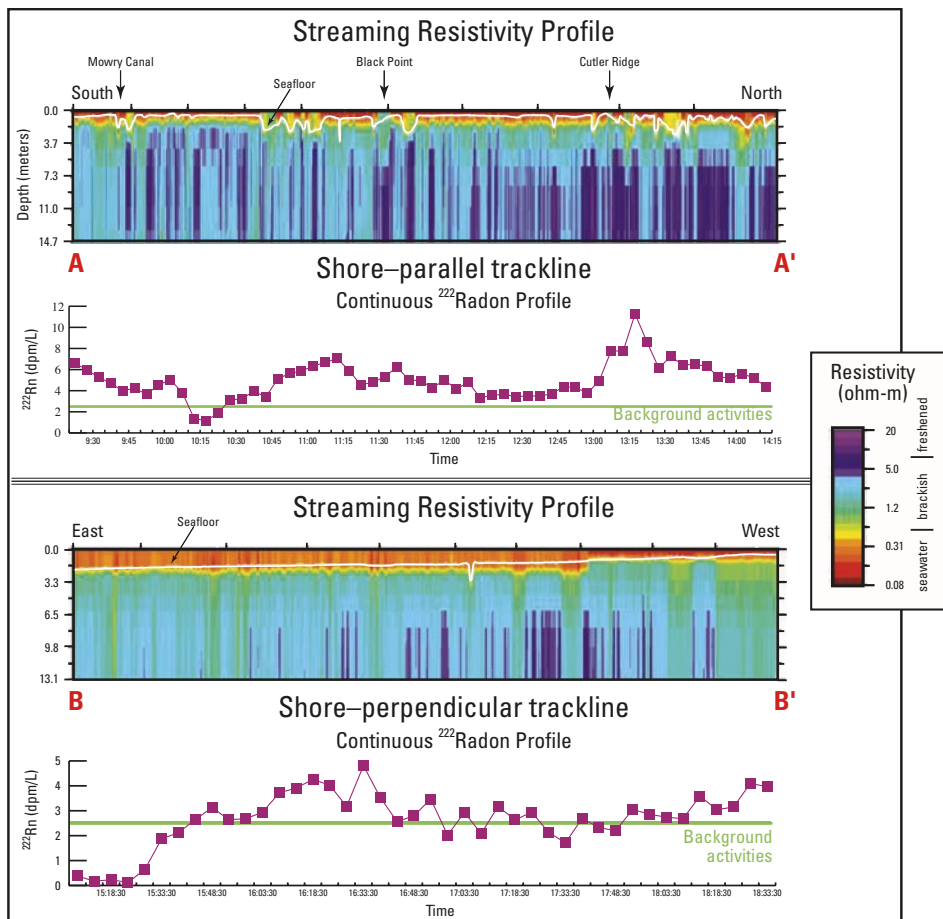 Streaming Resistivity Profile
Mowry Canal
Black Point
Cutler Ridge
Seafloor
South
North
Depth (meters)
0.0
3.7
7.3
11.0
14.7
A
A'
Shore–parallel trackline
Continuous ²²²Radon Profile
²²²Rn (dpm/L)
12
10
8
6
4
2
0
Background activities
9:30 9:45 10:00 10:15 10:30 10:45 11:00 11:15 11:30 11:45 12:00 12:15 12:30 12:45 13:00 13:15 13:30 13:45 14:00 14:15
Time
Resistivity
(ohm-m)
20
5.0
1.2
0.31
0.08
seawater | brackish | freshened
Streaming Resistivity Profile
Seafloor
East
West
0.0
3.3
6.5
9.8
13.1
B
B'
Shore–perpendicular trackline
Continuous ²²²Radon Profile
²²²Rn (dpm/L)
5
4
3
2
1
0
Background
activities
15:18:30 15:33:30 15:48:30 16:03:30 16:18:30 16:33:30 16:48:30 17:03:30 17:18:30 17:33:30 17:48:30 18:03:30 18:18:30 18:33:30
Time